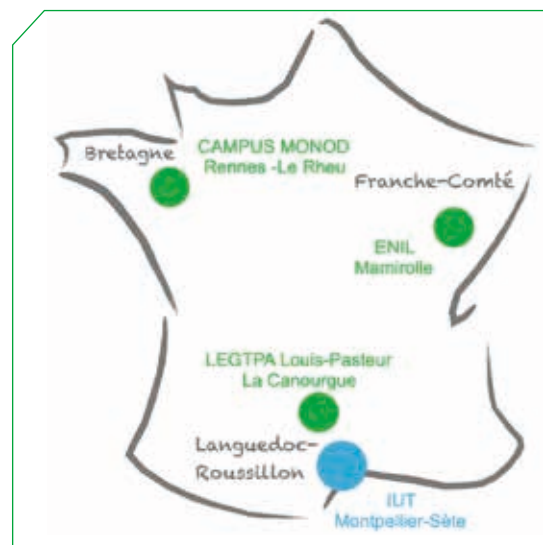 CAMPUS MONOD
Rennes -Le Rheu
Bretagne
Franche-Comté
ENIL
Mamirolle
LEGTPA Louis-Pasteur
La Canourgue
Languedoc-
Roussillon
IUT
Montpellier-Sète